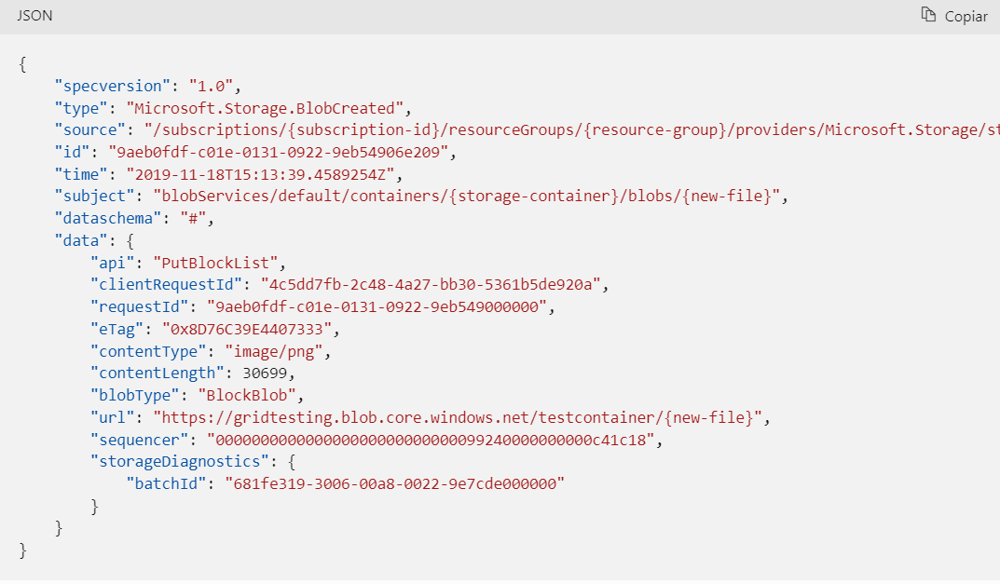 JSON
Copiar
{
    "specversion": "1.0",
    "type": "Microsoft.Storage.BlobCreated",
    "source": "/subscriptions/{subscription-id}/resourceGroups/{resource-group}/providers/Microsoft.Storage/st
    "id": "9aeb0fdf-c01e-0131-0922-9eb54906e209",
    "time": "2019-11-18T15:13:39.4589254Z",
    "subject": "blobServices/default/containers/{storage-container}/blobs/{new-file}",
    "dataschema": "#",
    "data": {
        "api": "PutBlockList",
        "clientRequestId": "4c5dd7fb-2c48-4a27-bb30-5361b5de920a",
        "requestId": "9aeb0fdf-c01e-0131-0922-9eb549000000",
        "eTag": "0x8D76C39E4407333",
        "contentType": "image/png",
        "contentLength": 30699,
        "blobType": "BlockBlob",
        "url": "https://gridtesting.blob.core.windows.net/testcontainer/{new-file}",
        "sequencer": "000000000000000000000000000099240000000000c41c18",
        "storageDiagnostics": {
            "batchId": "681fe319-3006-00a8-0022-9e7cde000000"
        }
    }
}